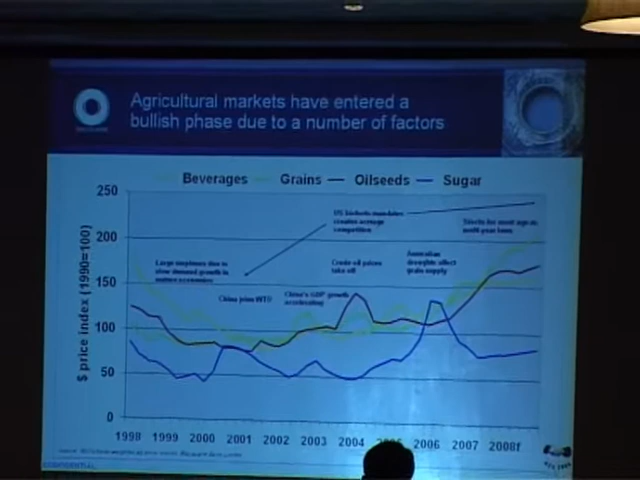 Agricultural markets have entered a
bullish phase due to a number of factors
Beverages Grains Oilseeds Sugar
$ price index (1990=100)
250
200
150
100
50
0
US biofuels mandates
creates acreage
competition
Stocks for most ags at
multi-year lows
Large surpluses due to
slow demand growth in
mature economies
Crude oil prices
take off
Australian
droughts affect
grain supply
China joins WTO
China's GDP growth
accelerating
1998 1999 2000 2001 2002 2003 2004 2005 2006 2007 2008f
CONFIDENTIAL